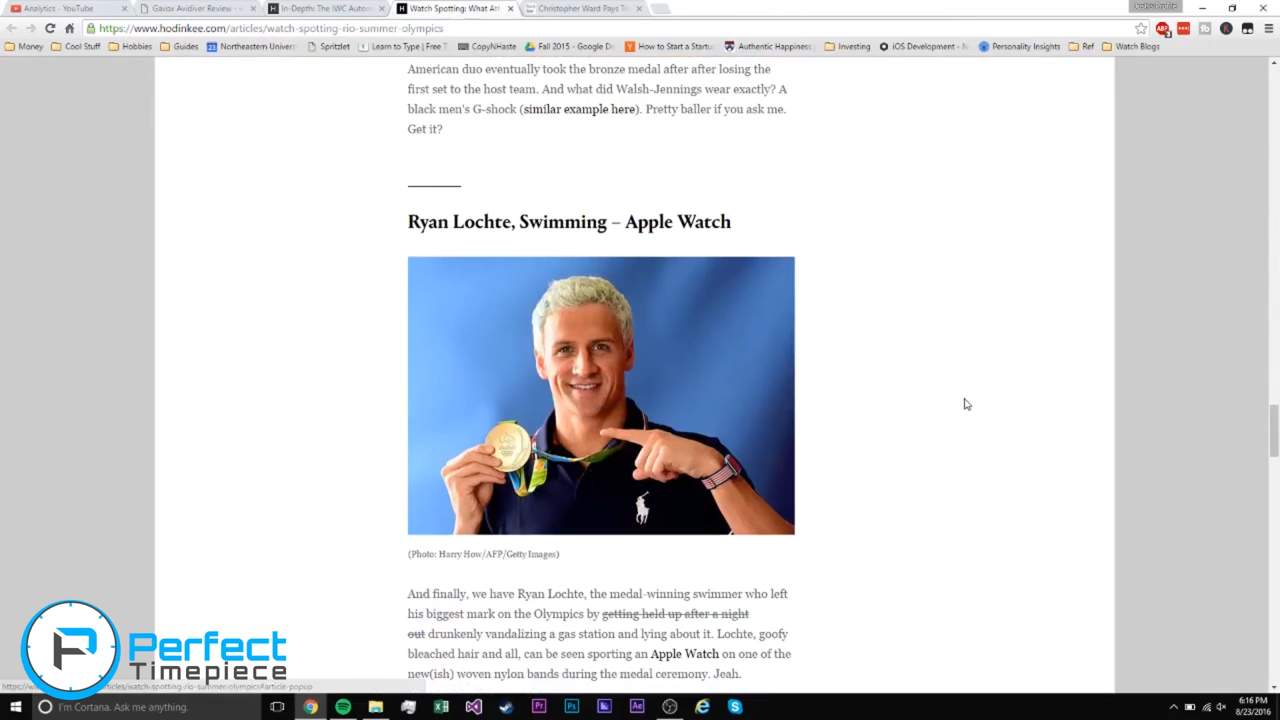 Analytics - YouTube
Gavox Avidiver Review -
In-Depth: The IWC Autom
Watch Spotting: What Ath
Christopher Ward Pays Tri
https://www.hodinkee.com/articles/watch-spotting-rio-summer-olympics
Money
Cool Stuff
Hobbies
Guides
Northeastern Univers
Spritzlet
Learn to Type | Free T
CopyNHaste
Fall 2015 - Google Dr
How to Start a Startu
Authentic Happiness
Investing
iOS Development - N
Personality Insights
Ref
Watch Blogs
American duo eventually took the bronze medal after after losing the
first set to the host team. And what did Walsh-Jennings wear exactly? A
black men's G-shock (similar example here). Pretty baller if you ask me.
Get it?
Ryan Lochte, Swimming – Apple Watch
(Photo: Harry How/AFP/Getty Images)
And finally, we have Ryan Lochte, the medal-winning swimmer who left
his biggest mark on the Olympics by getting held up after a night
out drunkenly vandalizing a gas station and lying about it. Lochte, goofy
bleached hair and all, can be seen sporting an Apple Watch on one of the
new(ish) woven nylon bands during the medal ceremony. Jeah.
Perfect
Timepiece
I'm Cortana. Ask me anything.
6:16 PM
8/23/2016